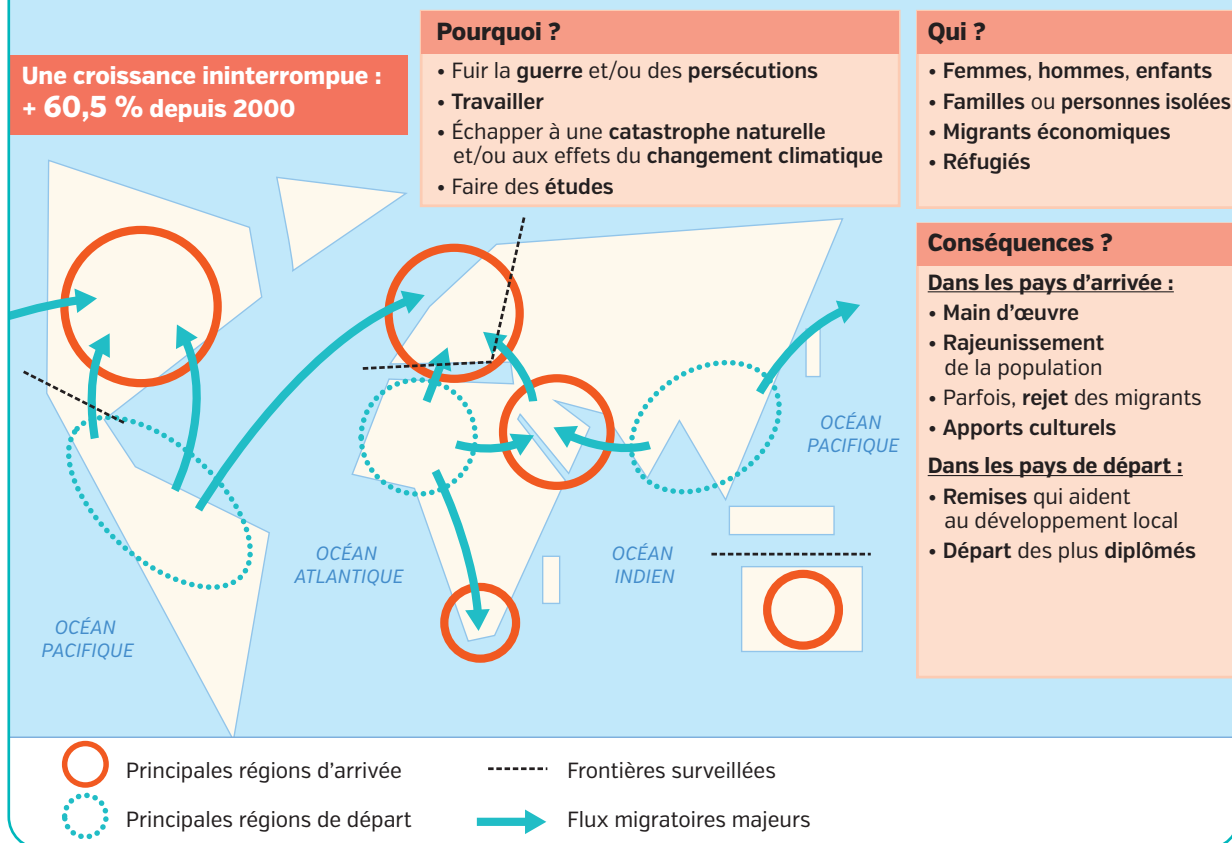 Une croissance ininterrompue :
+ 60,5 % depuis 2000
Pourquoi ?
• Fuir la guerre et/ou des persécutions
• Travailler
• Échapper à une catastrophe naturelle
et/ou aux effets du changement climatique
• Faire des études
Qui ?
• Femmes, hommes, enfants
• Familles ou personnes isolées
• Migrants économiques
• Réfugiés
Conséquences ?
Dans les pays d'arrivée :
• Main d'œuvre
• Rajeunissement
de la population
• Parfois, rejet des migrants
• Apports culturels
Dans les pays de départ :
• Remises qui aident
au développement local
• Départ des plus diplômés
OCÉAN
PACIFIQUE
OCÉAN
ATLANTIQUE
OCÉAN
INDIEN
OCÉAN
PACIFIQUE
Principales régions d'arrivée
Frontières surveillées
Principales régions de départ
Flux migratoires majeurs